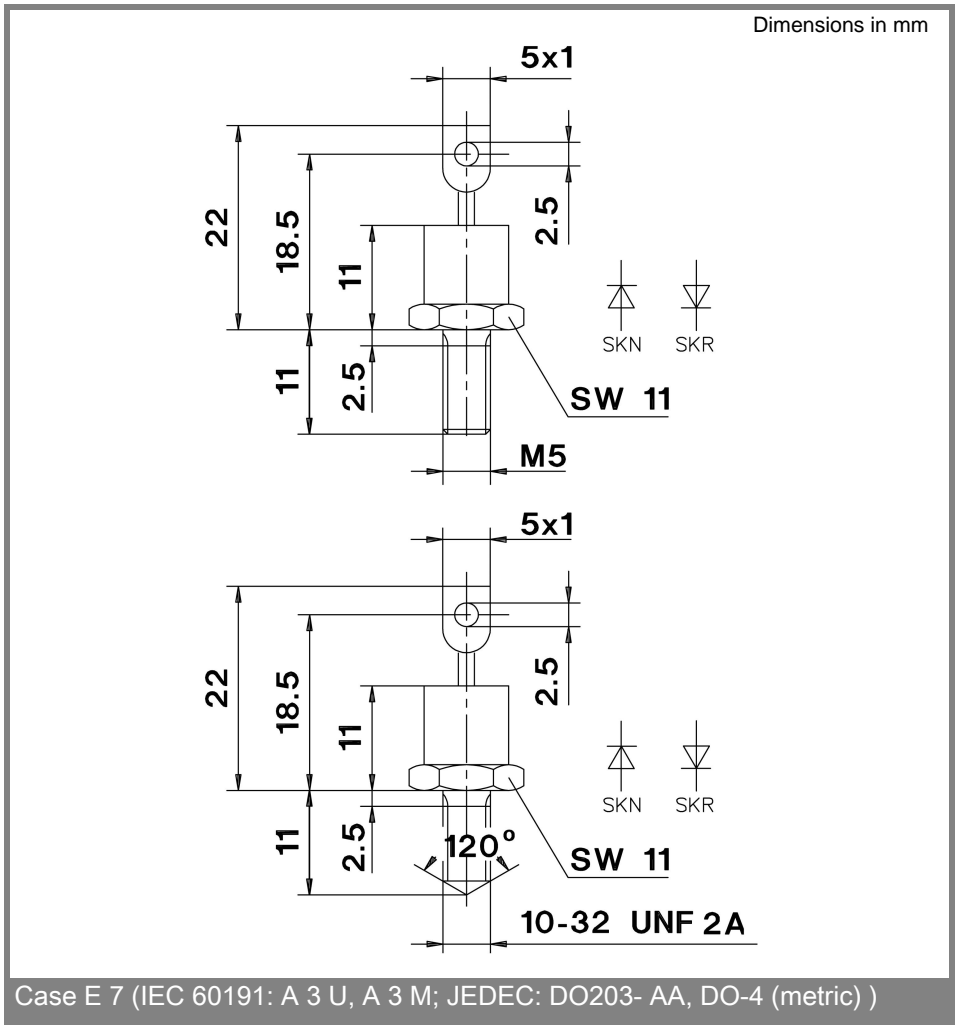 Dimensions in mm
5x1
22
18.5
11
2.5
SKN SKR
11
2.5
SW 11
M5
5x1
22
18.5
11
2.5
SKN SKR
11
2.5
120°
SW 11
10-32 UNF 2A
Case E 7 (IEC 60191: A 3 U, A 3 M; JEDEC: DO203- AA, DO-4 (metric) )